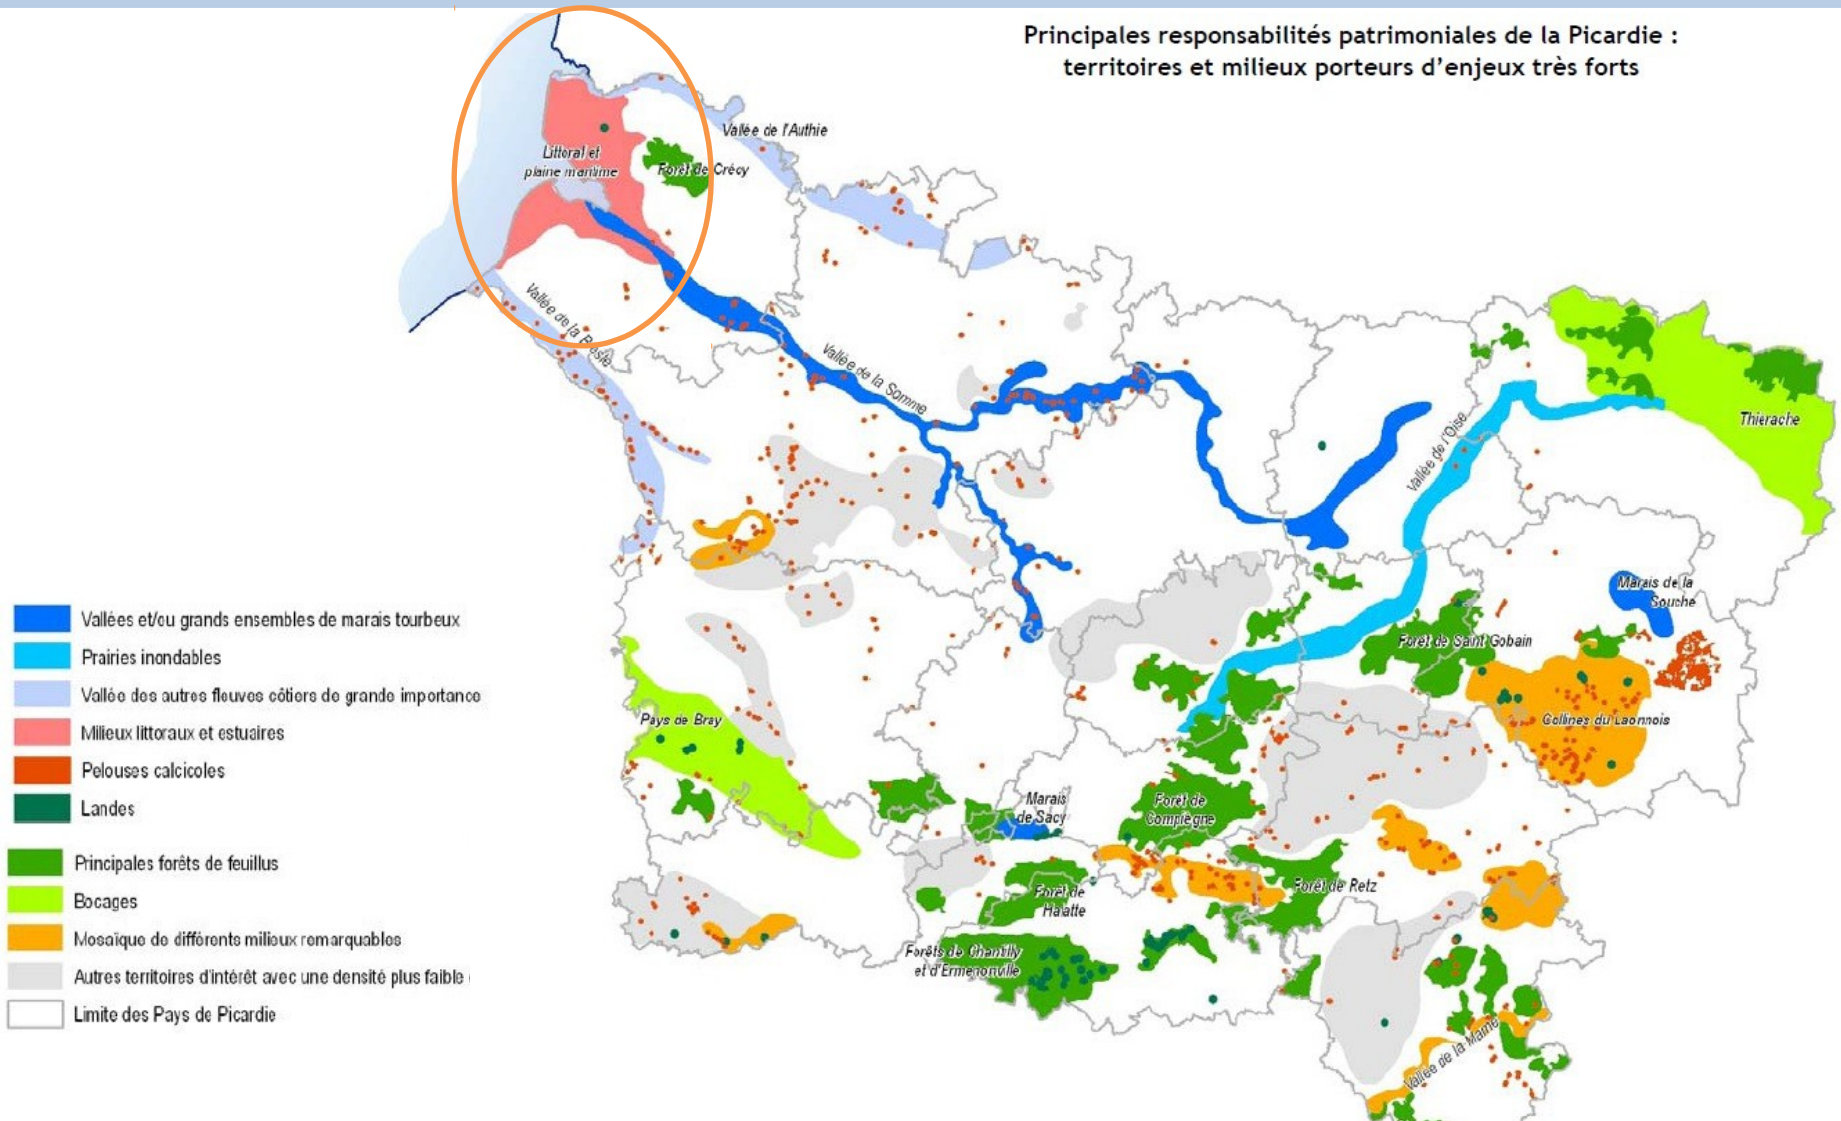 Principales responsabilités patrimoniales de la Picardie :
territoires et milieux porteurs d'enjeux très forts
Vallée de l'Authie
Littoral et
plaine maritime
Forêt de Crécy
Vallée de la Bresle
Vallée de la Somme
Vallée de l'Oise
Thiérache
Marais de la
Souche
Forêt de Saint Gobain
Collines du Laonnois
Pays de Bray
Marais
de Sacy
Forêt de
Compiègne
Forêt de
Halatte
Forêt de Retz
Forêts de Chantilly
et d'Ermenonville
Vallée de la Marne
Vallées et/ou grands ensembles de marais tourbeux
Prairies inondables
Vallée des autres fleuves côtiers de grande importance
Milieux littoraux et estuaires
Pelouses calcicoles
Landes
Principales forêts de feuillus
Bocages
Mosaïque de différents milieux remarquables
Autres territoires d'intérêt avec une densité plus faible
Limite des Pays de Picardie